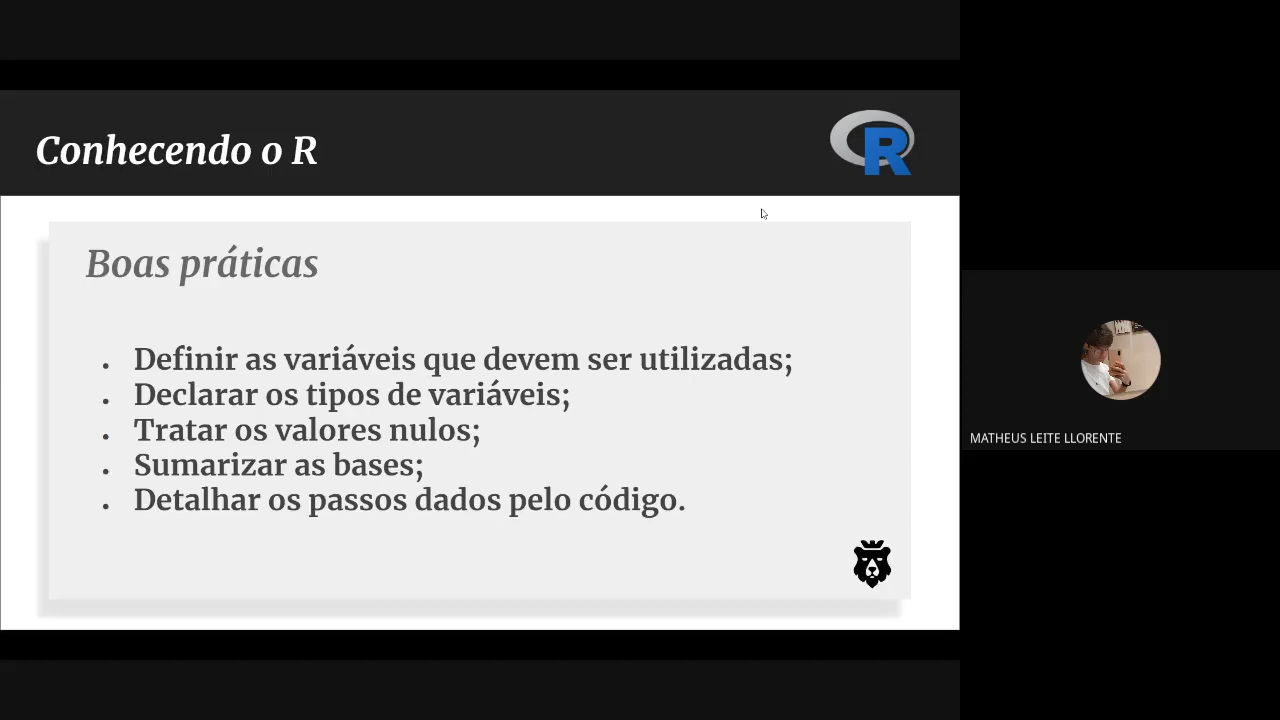 Conhecendo o R
R
Boas práticas
• Definir as variáveis que devem ser utilizadas;
• Declarar os tipos de variáveis;
• Tratar os valores nulos;
• Sumarizar as bases;
• Detalhar os passos dados pelo código.
MATHEUS LEITE LLORENTE